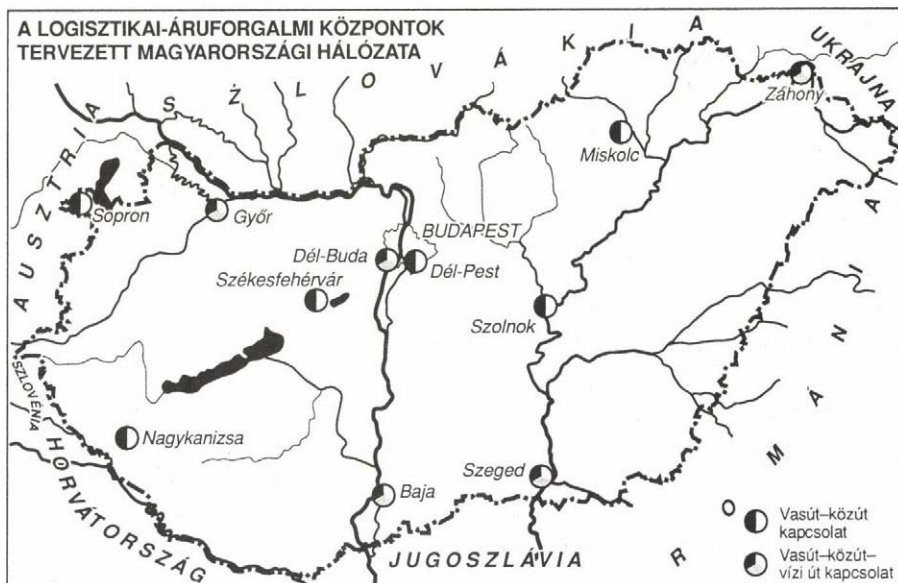 A LOGISZTIKAI-ÁRUFORGALMI KÖZPONTOK
TERVEZETT MAGYARORSZÁGI HÁLÓZATA
SZLOVÁKIA
UKRAJNA
AUSZTRIA
Záhony
Miskolc
Sopron
Győr
BUDAPEST
Dél-Buda
Dél-Pest
Székesfehérvár
Szolnok
SZLOVÉNIA
Nagykanizsa
HORVÁTORSZÁG
Baja
Szeged
JUGOSZLÁVIA
ROMÁNIA
Vasút–közút
kapcsolat
Vasút–közút–
vízi út kapcsolat